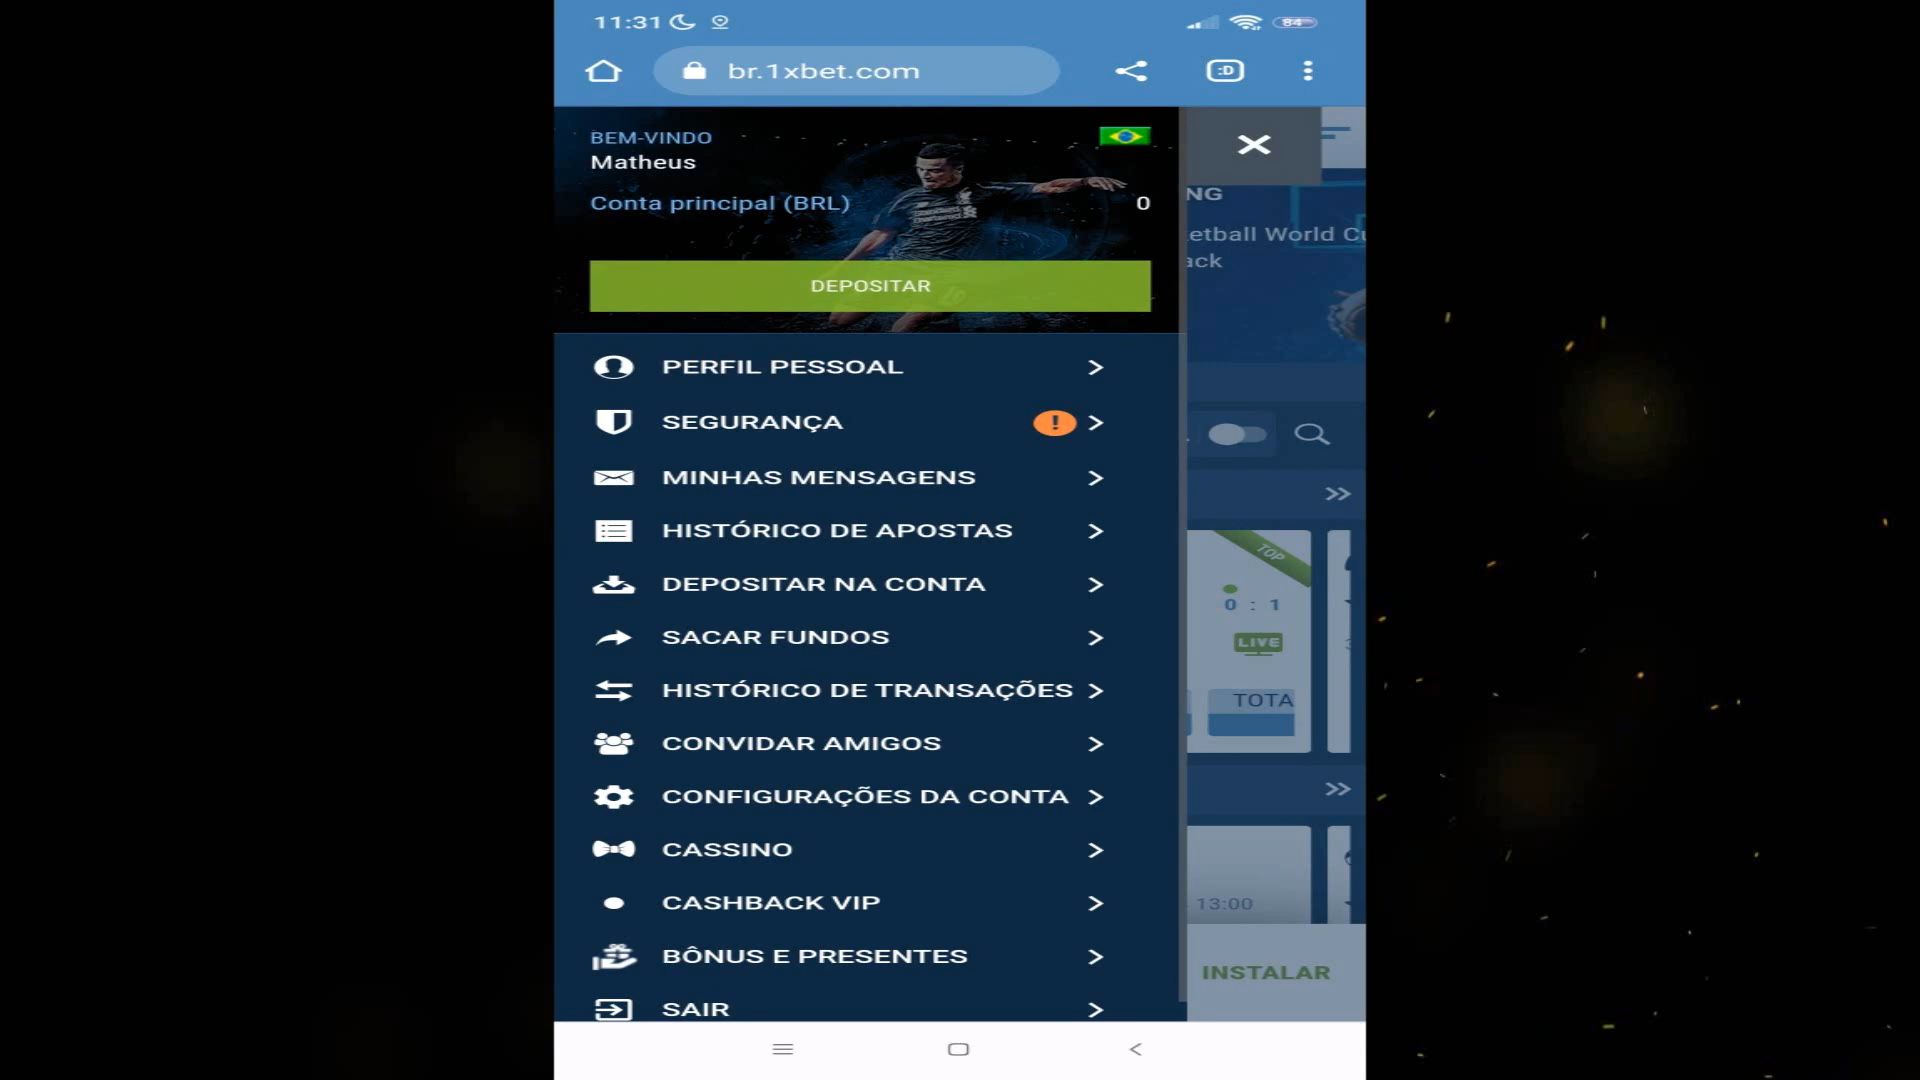 11:31
84
br.1xbet.com
:D
BEM-VINDO
Matheus
Conta principal (BRL)
0
DEPOSITAR
PERFIL PESSOAL
SEGURANÇA
!
MINHAS MENSAGENS
HISTÓRICO DE APOSTAS
DEPOSITAR NA CONTA
SACAR FUNDOS
HISTÓRICO DE TRANSAÇÕES
CONVIDAR AMIGOS
CONFIGURAÇÕES DA CONTA
CASSINO
CASHBACK VIP
BÔNUS E PRESENTES
SAIR
NG
etball World Cu
ack
TOP
0 : 1
LIVE
TOTA
13:00
INSTALAR